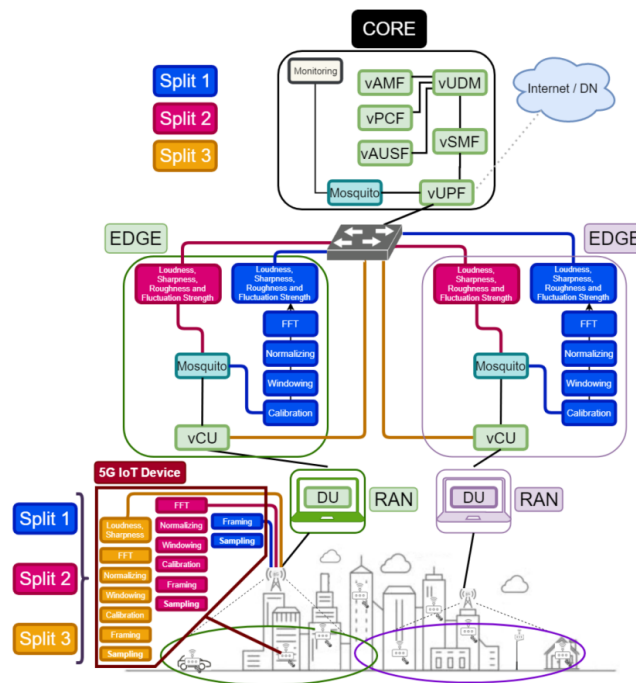 CORE
Monitoring
vAMF
vUDM
vPCF
vAUSF
vSMF
Mosquito
vUPF
Internet / DN
Split 1
Split 2
Split 3
EDGE
Loudness,
Sharpness,
Roughness and
Fluctuation Strength
Loudness,
Sharpness,
Roughness and
Fluctuation Strength
FFT
Normalizing
Windowing
Calibration
Mosquito
vCU
EDGE
Loudness,
Sharpness,
Roughness and
Fluctuation Strength
Loudness,
Sharpness,
Roughness and
Fluctuation Strength
FFT
Normalizing
Windowing
Calibration
Mosquito
vCU
DU
RAN
DU
RAN
5G IoT Device
Split 1
Split 2
Split 3
Loudness,
Sharpness
FFT
Normalizing
Windowing
Calibration
Framing
Sampling
FFT
Normalizing
Windowing
Calibration
Framing
Sampling
Framing
Sampling